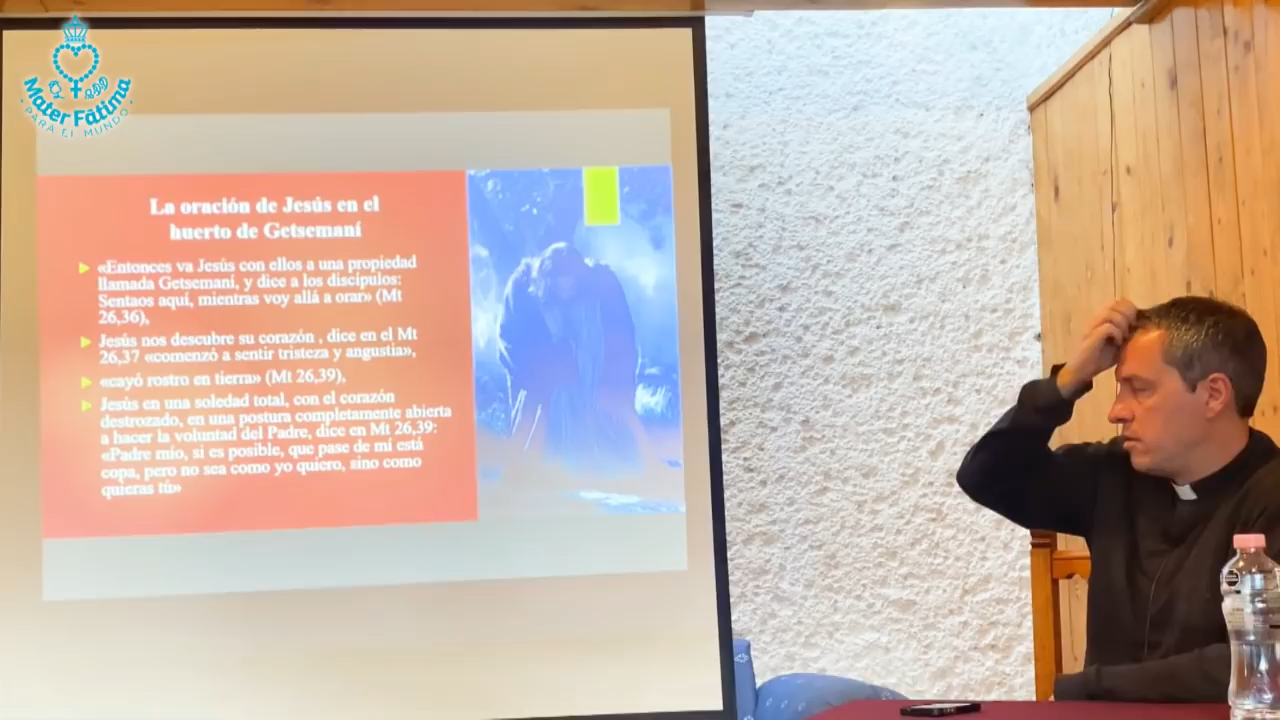 Mater Fátima
PARA EL MUNDO
La oración de Jesús en el
huerto de Getsemaní
«Entonces va Jesús con ellos a una propiedad
llamada Getsemaní, y dice a los discípulos:
Sentaos aquí, mientras voy allá a orar» (Mt
26,36),
Jesús nos descubre su corazón , dice en el Mt
26,37 «comenzó a sentir tristeza y angustia»,
«cayó rostro en tierra» (Mt 26,39),
Jesús en una soledad total, con el corazón
destrozado, en una postura completamente abierta
a hacer la voluntad del Padre, dice en Mt 26,39:
«Padre mío, si es posible, que pase de mí está
copa, pero no sea como yo quiero, sino como
quieras tú»